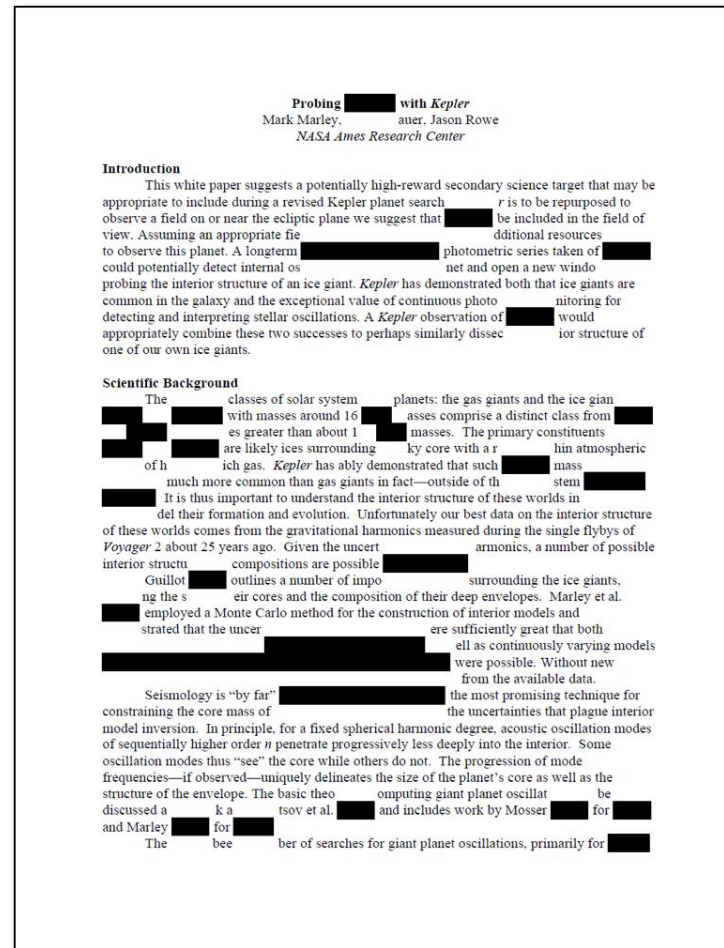 Probing with Kepler
Mark Marley, auer, Jason Rowe
NASA Ames Research Center
Introduction
This white paper suggests a potentially high-reward secondary science target that may be
appropriate to include during a revised Kepler planet search r is to be repurposed to
observe a field on or near the ecliptic plane we suggest that be included in the field of
view. Assuming an appropriate fie dditional resources
to observe this planet. A longterm photometric series taken of
could potentially detect internal os net and open a new windo
probing the interior structure of an ice giant. Kepler has demonstrated both that ice giants are
common in the galaxy and the exceptional value of continuous photo nitoring for
detecting and interpreting stellar oscillations. A Kepler observation of would
appropriately combine these two successes to perhaps similarly dissec ior structure of
one of our own ice giants.
Scientific Background
The classes of solar system planets: the gas giants and the ice gian
with masses around 16 asses comprise a distinct class from
es greater than about 1 masses. The primary constituents
are likely ices surrounding ky core with a r hin atmospheric
of h ich gas. Kepler has ably demonstrated that such mass
much more common than gas giants in fact—outside of th stem
It is thus important to understand the interior structure of these worlds in
del their formation and evolution. Unfortunately our best data on the interior structure
of these worlds comes from the gravitational harmonics measured during the single flybys of
Voyager 2 about 25 years ago. Given the uncert armonics, a number of possible
interior structu compositions are possible
Guillot outlines a number of impo surrounding the ice giants,
ng the s eir cores and the composition of their deep envelopes. Marley et al.
employed a Monte Carlo method for the construction of interior models and
strated that the uncer ere sufficiently great that both
ell as continuously varying models
were possible. Without new
from the available data.
Seismology is “by far” the most promising technique for
constraining the core mass of the uncertainties that plague interior
model inversion. In principle, for a fixed spherical harmonic degree, acoustic oscillation modes
of sequentially higher order n penetrate progressively less deeply into the interior. Some
oscillation modes thus “see” the core while others do not. The progression of mode
frequencies—if observed—uniquely delineates the size of the planet’s core as well as the
structure of the envelope. The basic theo omputing giant planet oscillat be
discussed a k a tsov et al. and includes work by Mosser for
and Marley for
The bee ber of searches for giant planet oscillations, primarily for